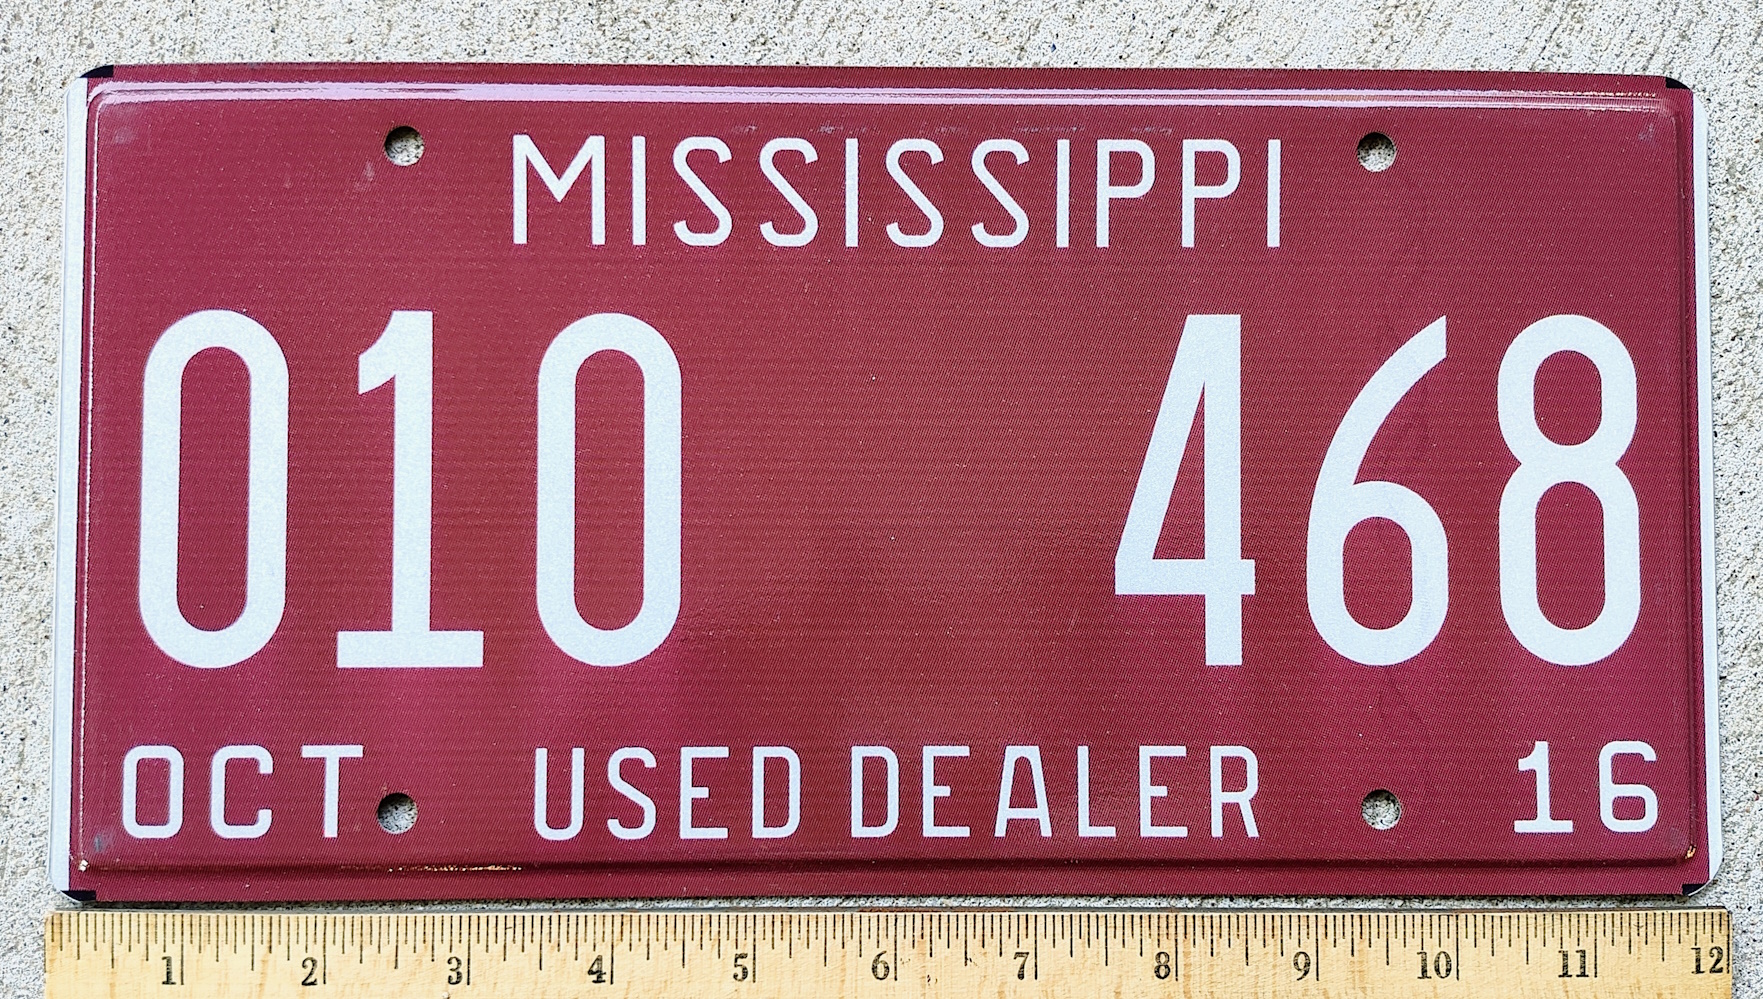 MISSISSIPPI
010 468
OCT USED DEALER 16
1 2 3 4 5 6 7 8 9 10 11 12